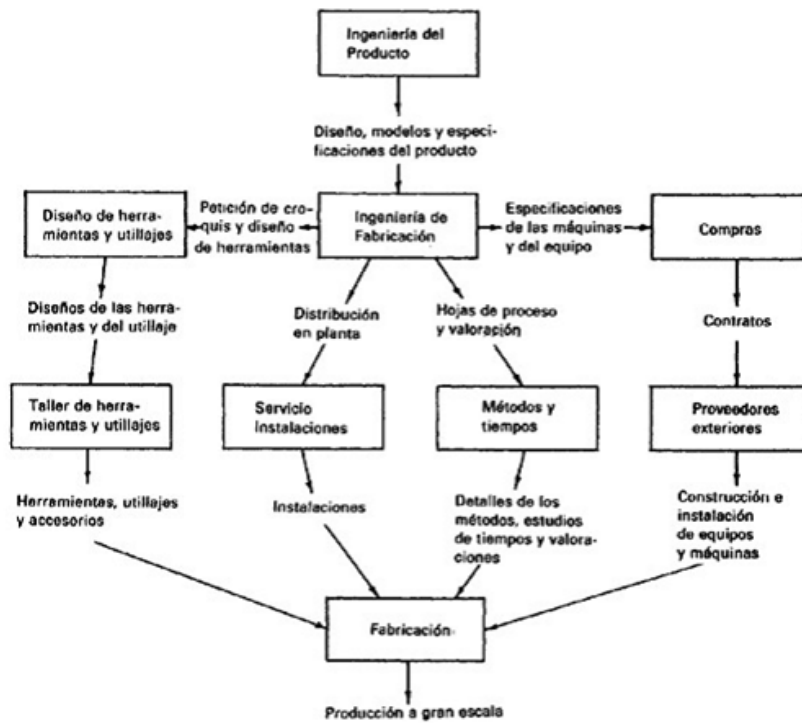 Ingeniería del
Producto
Diseño, modelos y especi-
ficaciones del producto
Diseño de herra-
mientas y utillajes
Petición de cro-
quis y diseño
de herramientas
Ingeniería de
Fabricación
Especificaciones
de las máquinas
y del equipo
Compras
Diseños de las herra-
mientas y del utillaje
Distribución
en planta
Hojas de proceso
y valoración
Contratos
Taller de herra-
mientas y utillajes
Servicio
Instalaciones
Métodos y
tiempos
Proveedores
exteriores
Herramientas, utillajes
y accesorios
Instalaciones
Detalles de los
métodos, estudios
de tiempos y valora-
ciones
Construcción e
instalación
de equipos
y máquinas
Fabricación
Producción a gran escala